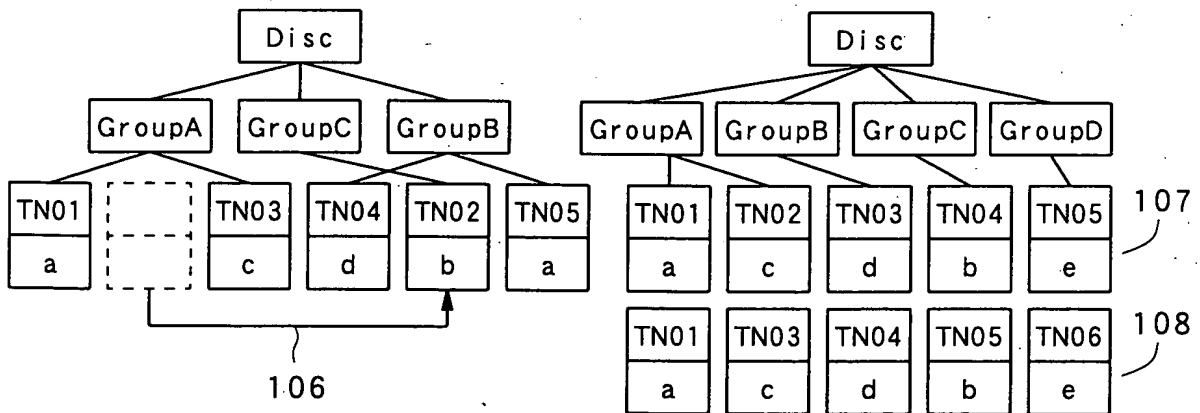 Disc
GroupA GroupC GroupB
TN01 TN03 TN04 TN02 TN05
a c d b a
106
Disc
GroupA GroupB GroupC GroupD
TN01 TN02 TN03 TN04 TN05
a c d b e
107
TN01 TN03 TN04 TN05 TN06
a c d b e
108